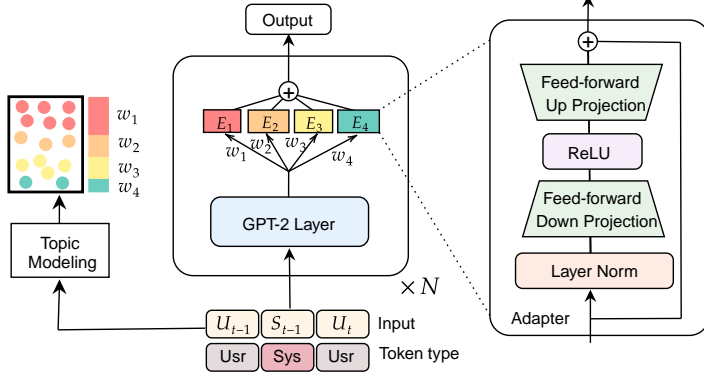 Output
E₁ E₂ E₃ E₄
w₁ w₂ w₃ w₄
GPT-2 Layer
× N
w₁
w₂
w₃
w₄
Topic
Modeling
Uₜ₋₁ Sₜ₋₁ Uₜ Input
Usr Sys Usr Token type
Feed-forward
Up Projection
ReLU
Feed-forward
Down Projection
Layer Norm
Adapter